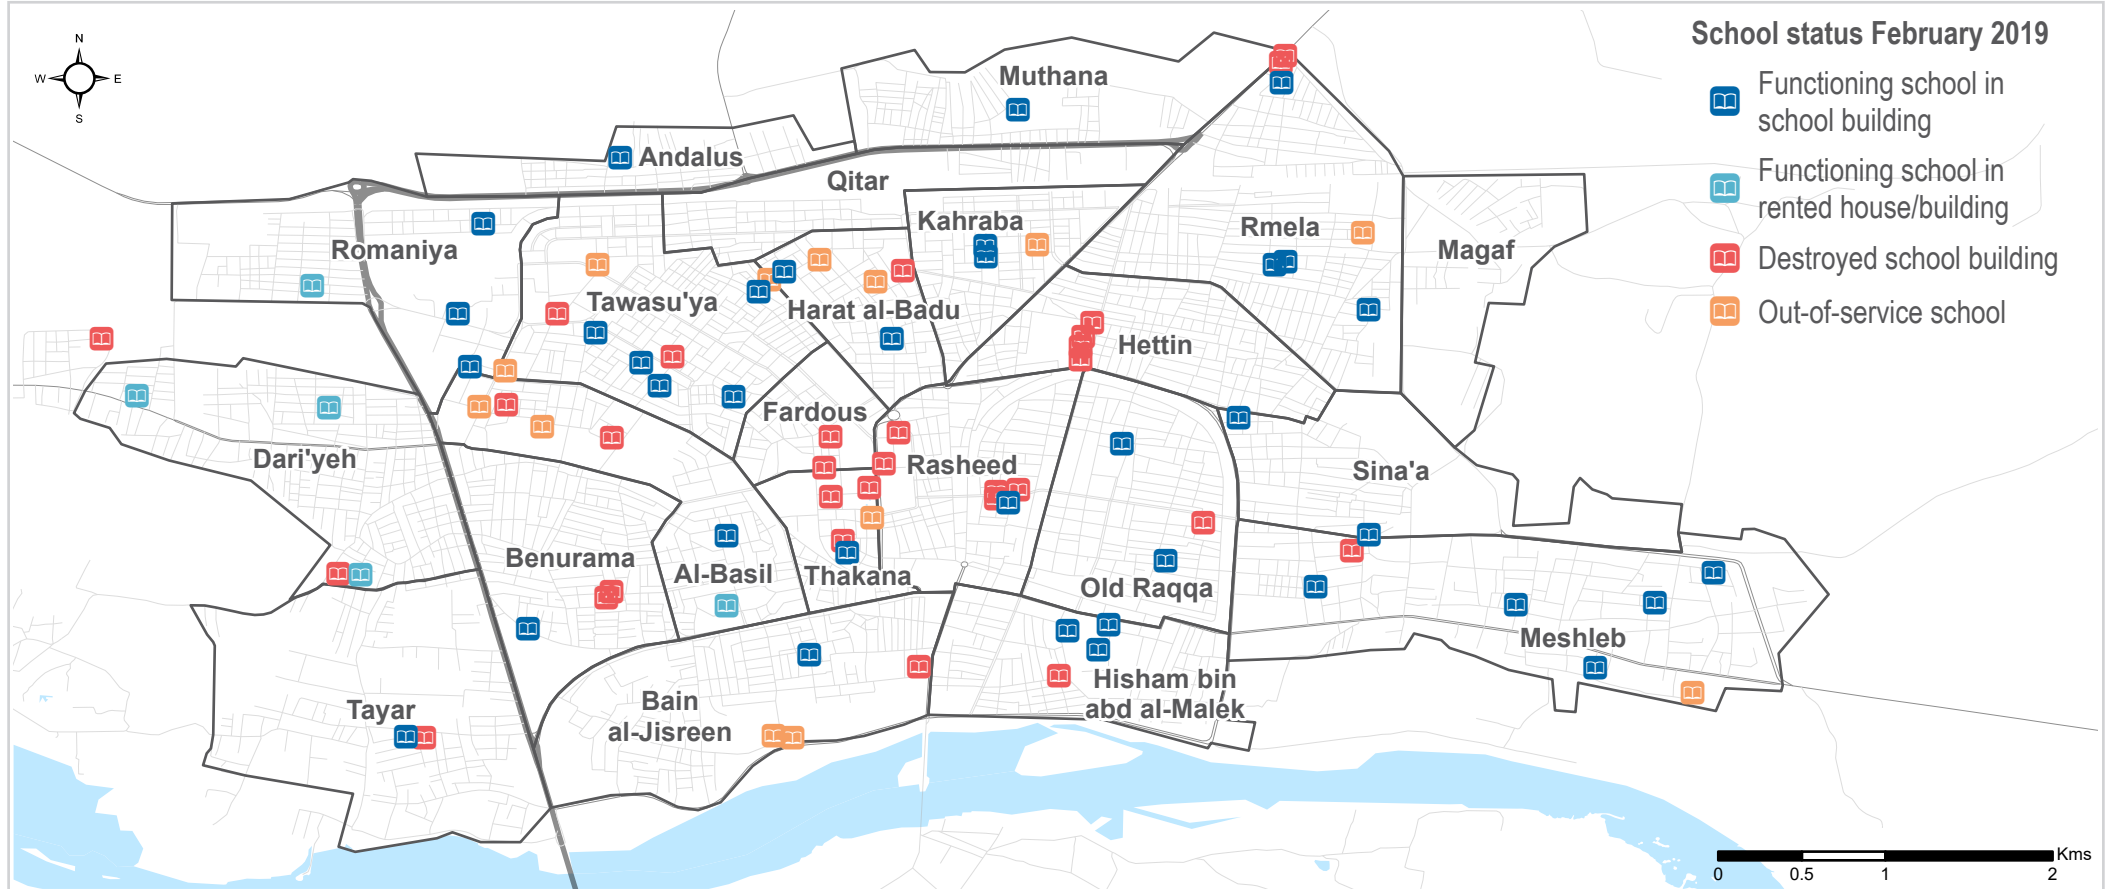 School status February 2019
Functioning school in
school building
Functioning school in
rented house/building
Destroyed school building
Out-of-service school
N
W
E
S
Muthana
Andalus
Qitar
Kahraba
Rmela
Romaniya
Magaf
Tawasu'ya
Harat al-Badu
Hettin
Fardous
Dari'yeh
Rasheed
Sina'a
Benurama
Al-Basil
Thakana
Old Raqqa
Meshleb
Hisham bin
abd al-Malek
Bain
al-Jisreen
Tayar
Kms
0
0.5
1
2